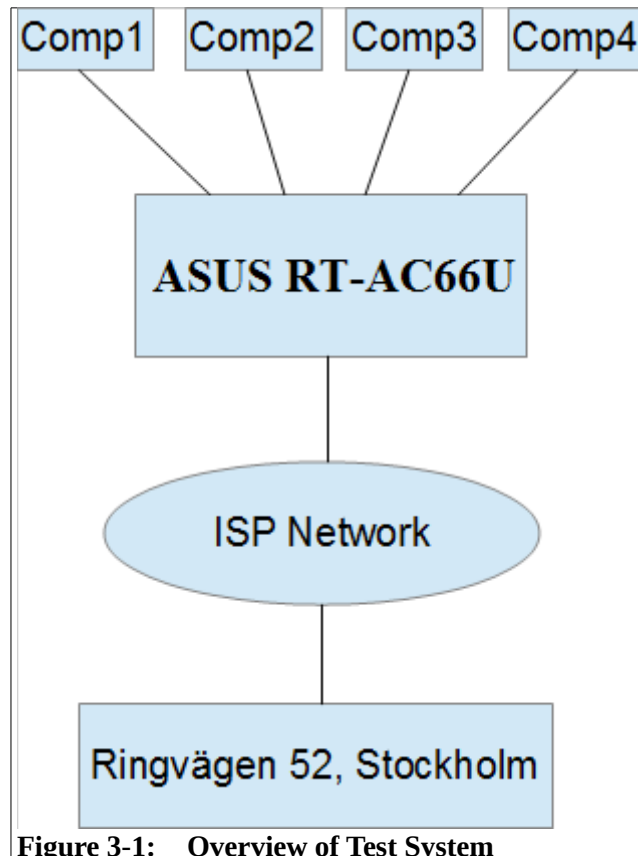 Comp1 Comp2 Comp3 Comp4
ASUS RT-AC66U
ISP Network
Ringvägen 52, Stockholm
Figure 3-1: Overview of Test System